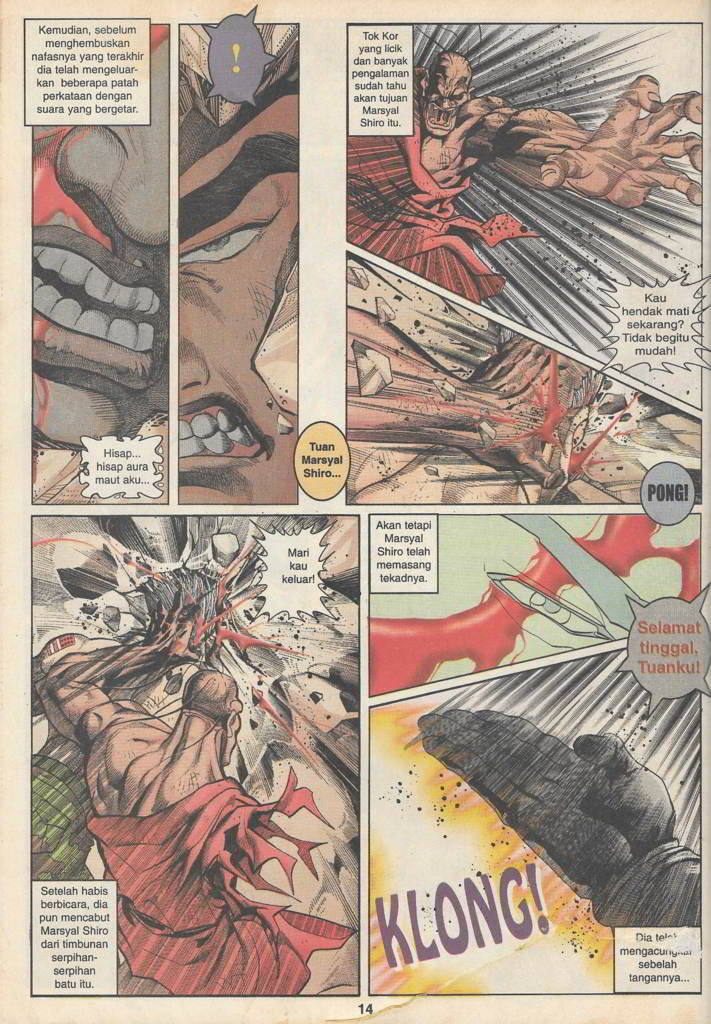 Kemudian, sebelum
menghembuskan
nafasnya yang terakhir
dia telah mengeluar-
kan beberapa patah
perkataan dengan
suara yang bergetar.
Hisap...
hisap aura
maut aku...
!
Tuan
Marsyal
Shiro...
Tok Kor
yang licik
dan banyak
pengalaman
sudah tahu
akan tujuan
Marsyal
Shiro itu.
Kau
hendak mati
sekarang?
Tidak begitu
mudah!
PONG!
Mari
kau
keluar!
Setelah habis
berbicara, dia
pun mencabut
Marsyal Shiro
dari timbunan
serpihan-
serpihan
batu itu.
Akan tetapi
Marsyal
Shiro telah
memasang
tekadnya.
Selamat
tinggal,
Tuanku!
KLONG!
Dia
sebelah
tangannya...
14